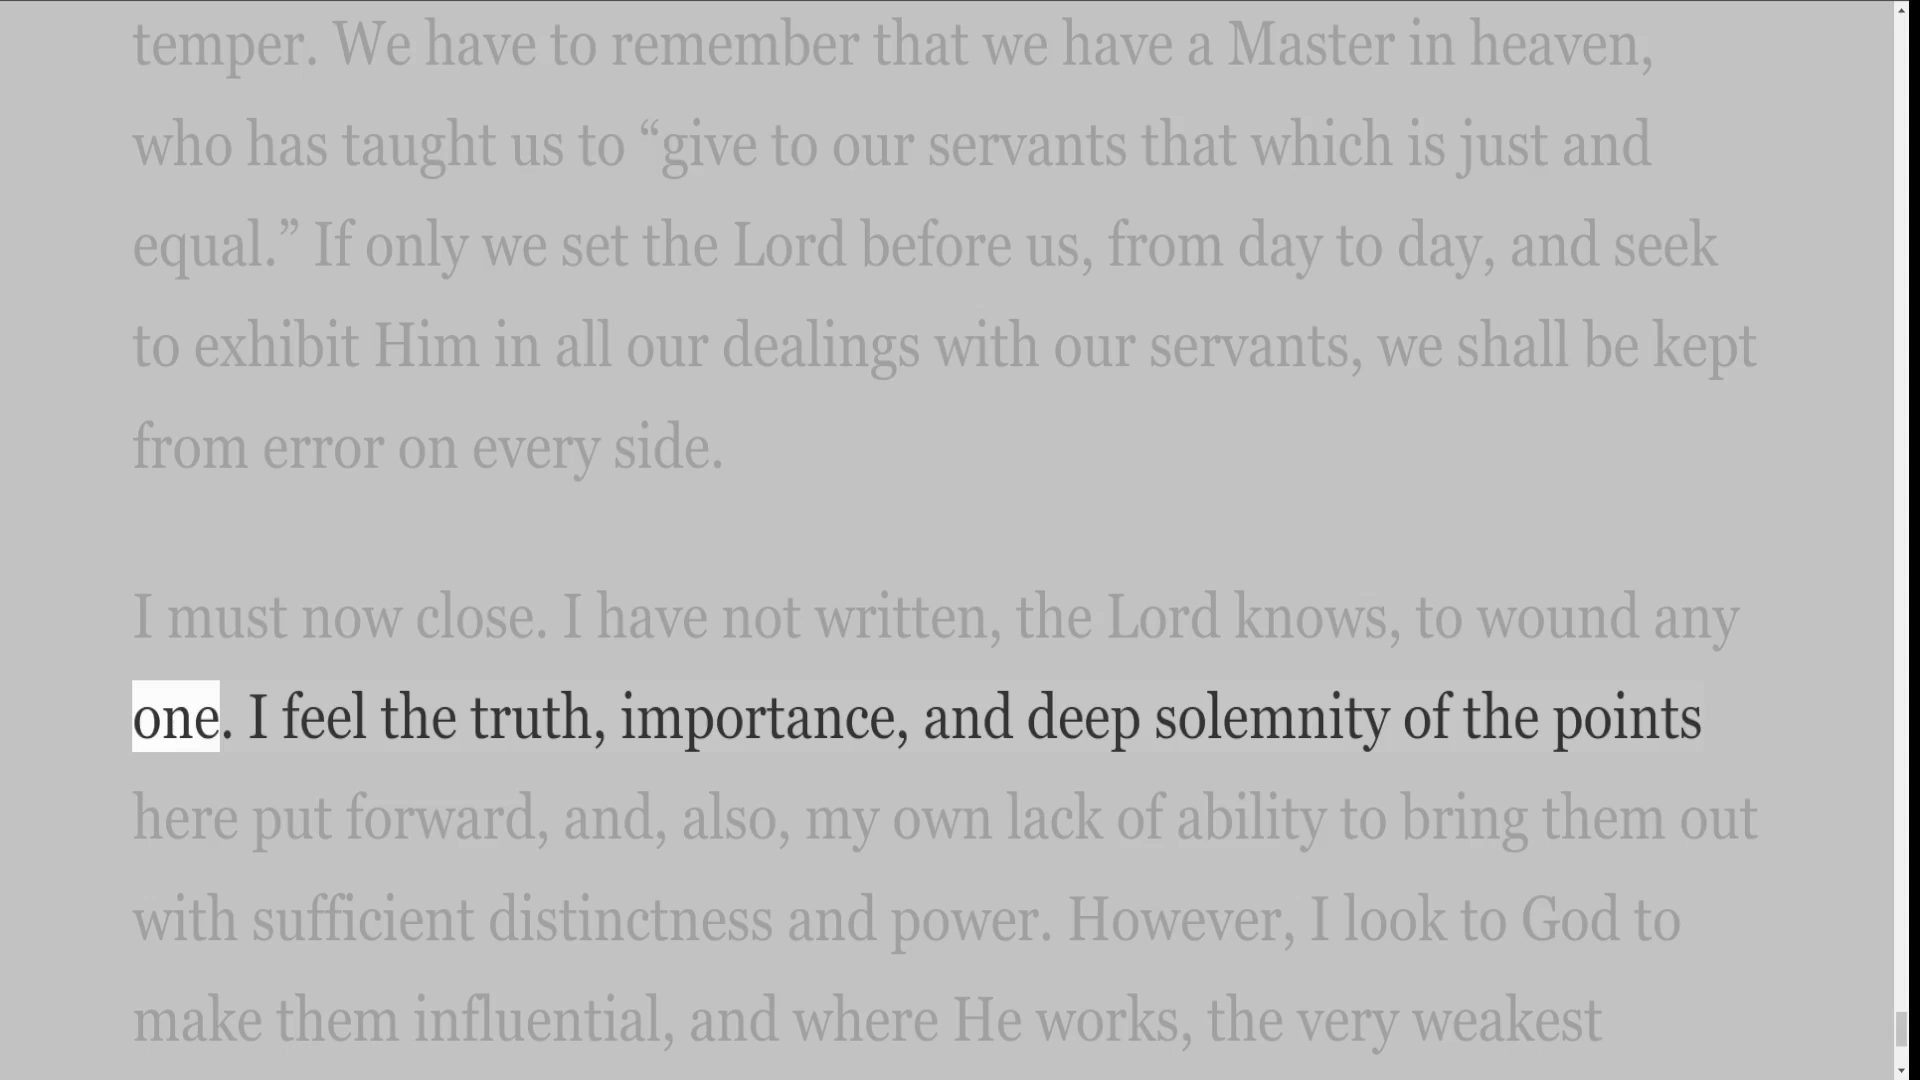 temper. We have to remember that we have a Master in heaven,
who has taught us to “give to our servants that which is just and
equal.” If only we set the Lord before us, from day to day, and seek
to exhibit Him in all our dealings with our servants, we shall be kept
from error on every side.
I must now close. I have not written, the Lord knows, to wound any
one. I feel the truth, importance, and deep solemnity of the points
here put forward, and, also, my own lack of ability to bring them out
with sufficient distinctness and power. However, I look to God to
make them influential, and where He works, the very weakest